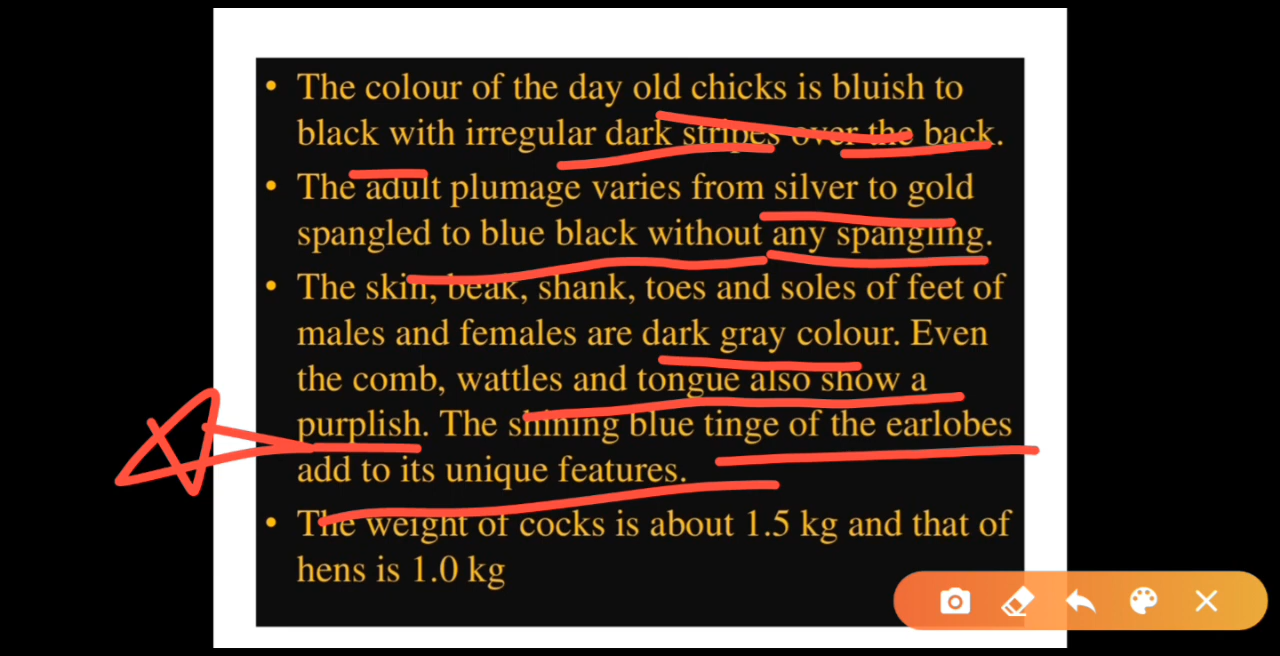 • The colour of the day old chicks is bluish to
black with irregular dark stripes over the back.
• The adult plumage varies from silver to gold
spangled to blue black without any spangling.
• The skin, beak, shank, toes and soles of feet of
males and females are dark gray colour. Even
the comb, wattles and tongue also show a
purplish. The shining blue tinge of the earlobes
add to its unique features.
• The weight of cocks is about 1.5 kg and that of
hens is 1.0 kg